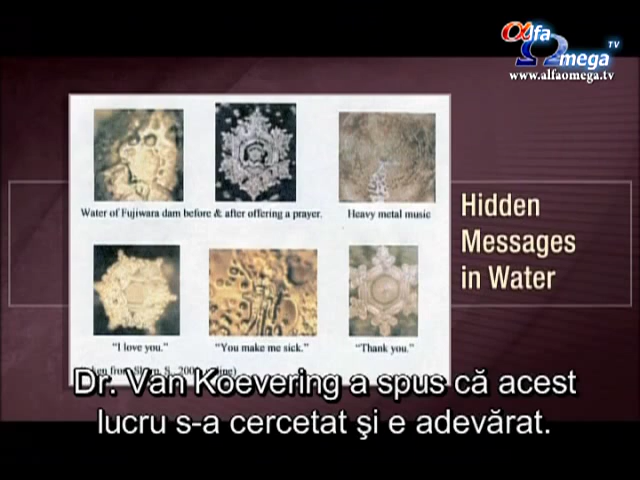 alfa
Omega TV
www.alfaomega.tv
Water of Fujiwara dam before & after offering a prayer.
Heavy metal music
Hidden
Messages
in Water
"I love you."
"You make me sick."
"Thank you."
from
Dr. Van Koevering a spus că acest
lucru s-a cercetat şi e adevărat.